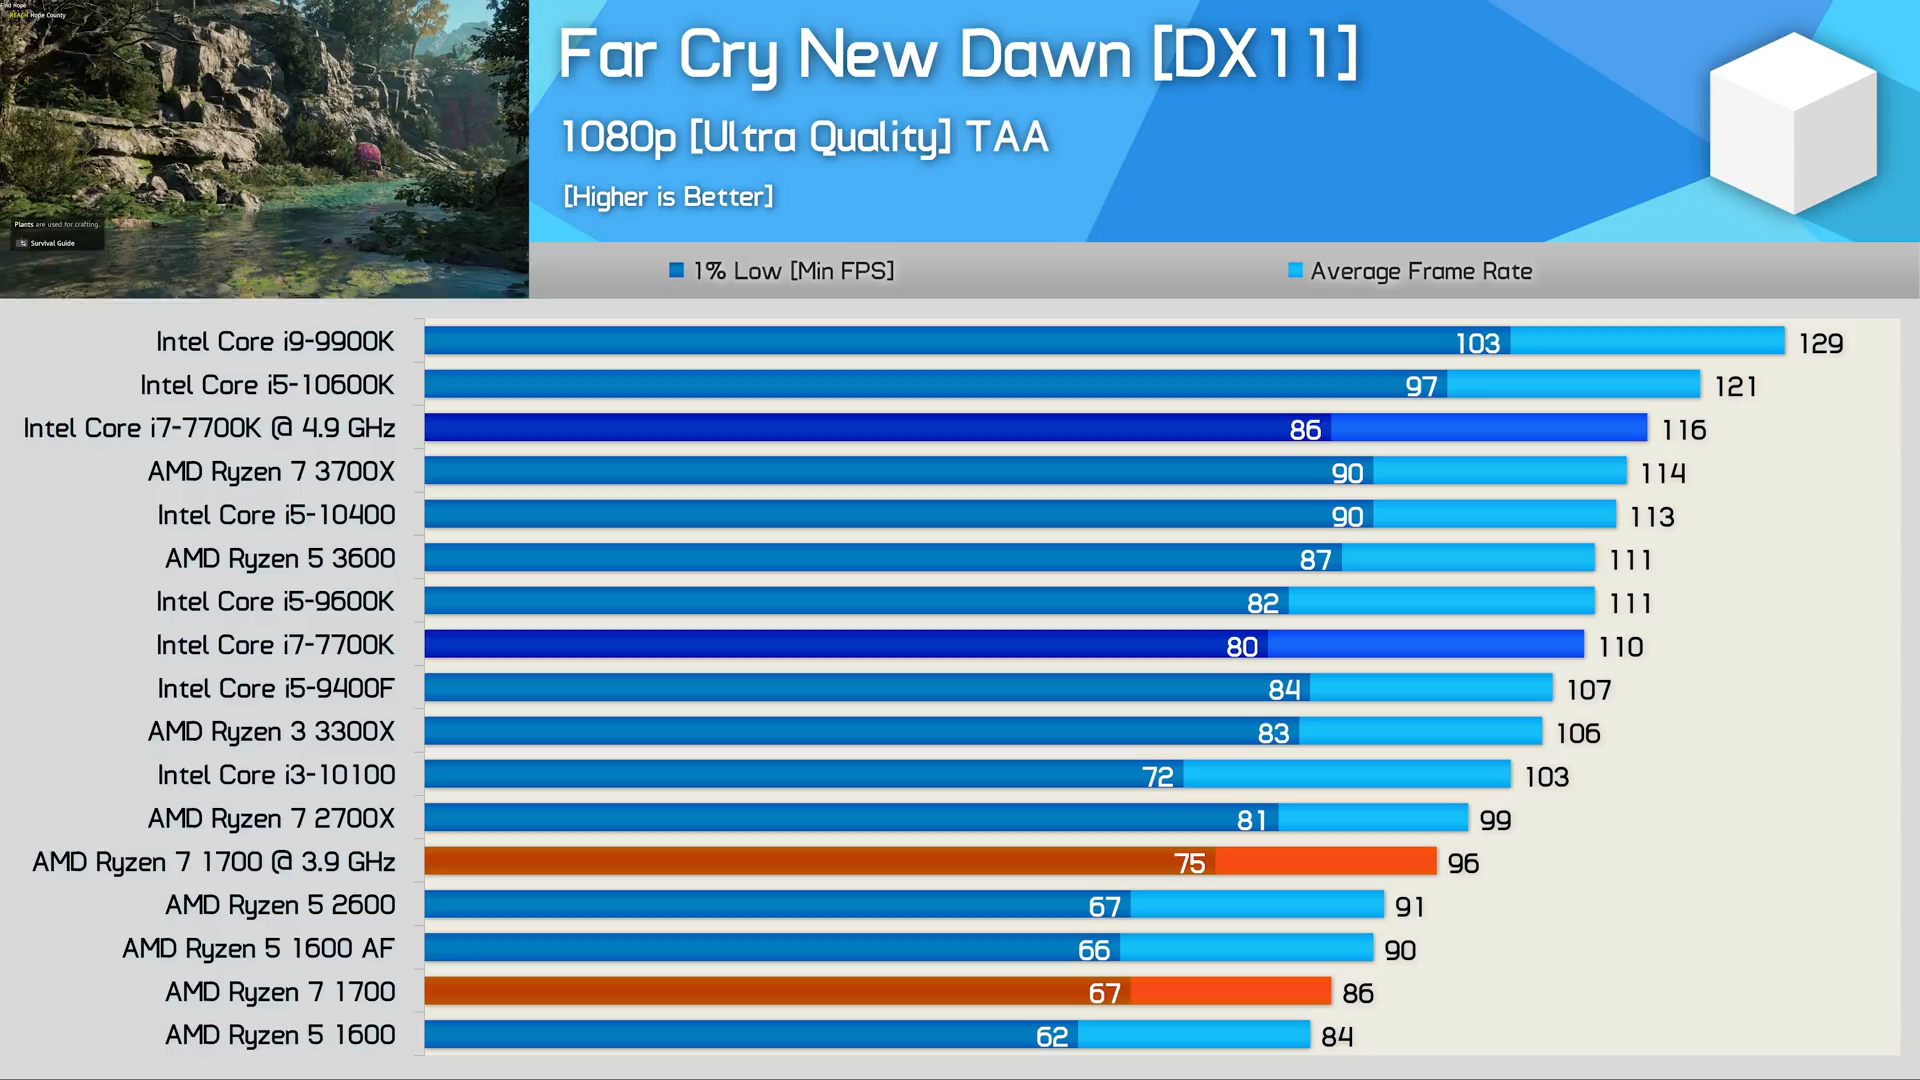 Find Hope
REACH Hope County
Plants are used for crafting.
Survival Guide
Far Cry New Dawn [DX11]
1080p [Ultra Quality] TAA
[Higher is Better]
1% Low [Min FPS]
Average Frame Rate
Intel Core i9-9900K 103 129
Intel Core i5-10600K 97 121
Intel Core i7-7700K @ 4.9 GHz 86 116
AMD Ryzen 7 3700X 90 114
Intel Core i5-10400 90 113
AMD Ryzen 5 3600 87 111
Intel Core i5-9600K 82 111
Intel Core i7-7700K 80 110
Intel Core i5-9400F 84 107
AMD Ryzen 3 3300X 83 106
Intel Core i3-10100 72 103
AMD Ryzen 7 2700X 81 99
AMD Ryzen 7 1700 @ 3.9 GHz 75 96
AMD Ryzen 5 2600 67 91
AMD Ryzen 5 1600 AF 66 90
AMD Ryzen 7 1700 67 86
AMD Ryzen 5 1600 62 84